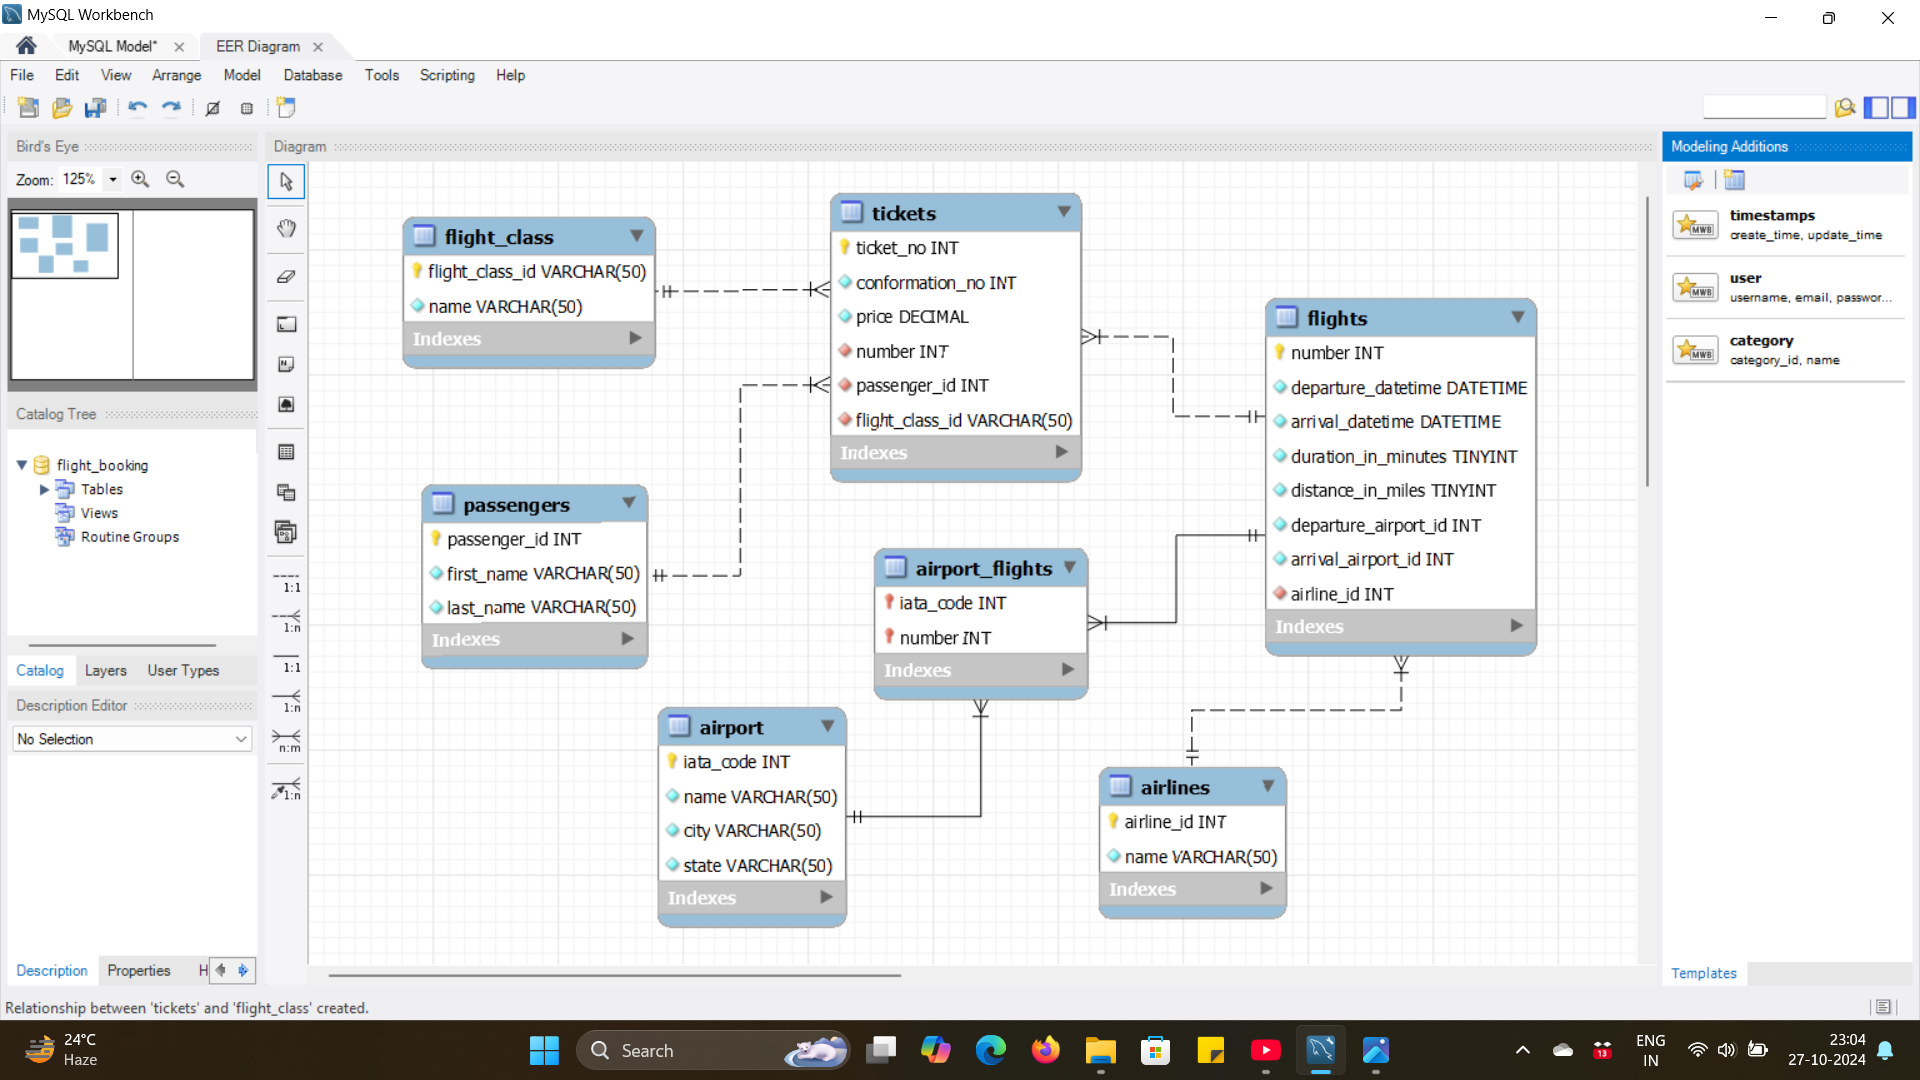 MySQL Workbench
MySQL Model*
EER Diagram
File Edit View Arrange Model Database Tools Scripting Help
Bird's Eye
Zoom: 125%
Catalog Tree
flight_booking
Tables
Views
Routine Groups
Catalog Layers User Types
Description Editor
No Selection
Description Properties H
1:1
1:n
1:1
1:n
n:m
1:n
Diagram
flight_class
flight_class_id VARCHAR(50)
name VARCHAR(50)
Indexes
tickets
ticket_no INT
conformation_no INT
price DECIMAL
number INT
passenger_id INT
flight_class_id VARCHAR(50)
Indexes
flights
number INT
departure_datetime DATETIME
arrival_datetime DATETIME
duration_in_minutes TINYINT
distance_in_miles TINYINT
departure_airport_id INT
arrival_airport_id INT
airline_id INT
Indexes
passengers
passenger_id INT
first_name VARCHAR(50)
last_name VARCHAR(50)
Indexes
airport_flights
iata_code INT
number INT
Indexes
airport
iata_code INT
name VARCHAR(50)
city VARCHAR(50)
state VARCHAR(50)
Indexes
airlines
airline_id INT
name VARCHAR(50)
Indexes
Modeling Additions
MWB
timestamps
create_time, update_time
MWB
user
username, email, passwor...
MWB
category
category_id, name
Templates
Relationship between 'tickets' and 'flight_class' created.
24°C
Haze
Search
13
ENG
IN
23:04
27-10-2024